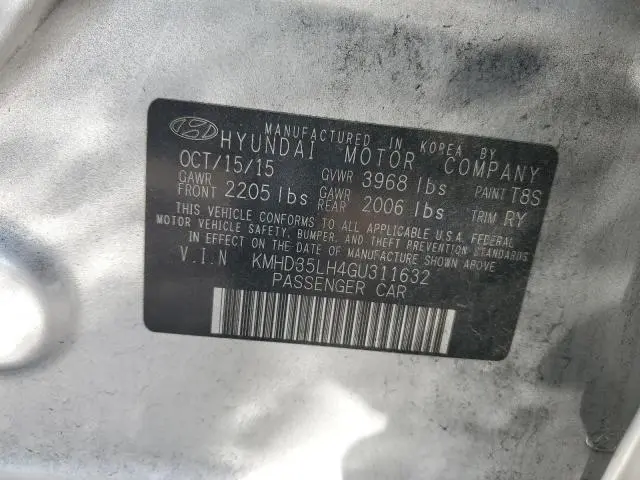 MANUFACTURED IN KOREA BY
HYUNDAI MOTOR COMPANY
OCT/15/15 GVWR 3968 lbs PAINT T8S
GAWR FRONT 2205 lbs GAWR REAR 2006 lbs TRIM RY
THIS VEHICLE CONFORMS TO ALL APPLICABLE U.S.A. FEDERAL
MOTOR VEHICLE SAFETY, BUMPER, AND THEFT PREVENTION STANDARDS
IN EFFECT ON THE DATE OF MANUFACTURE SHOWN ABOVE
V.I.N KMHD35LH4GU311632
PASSENGER CAR